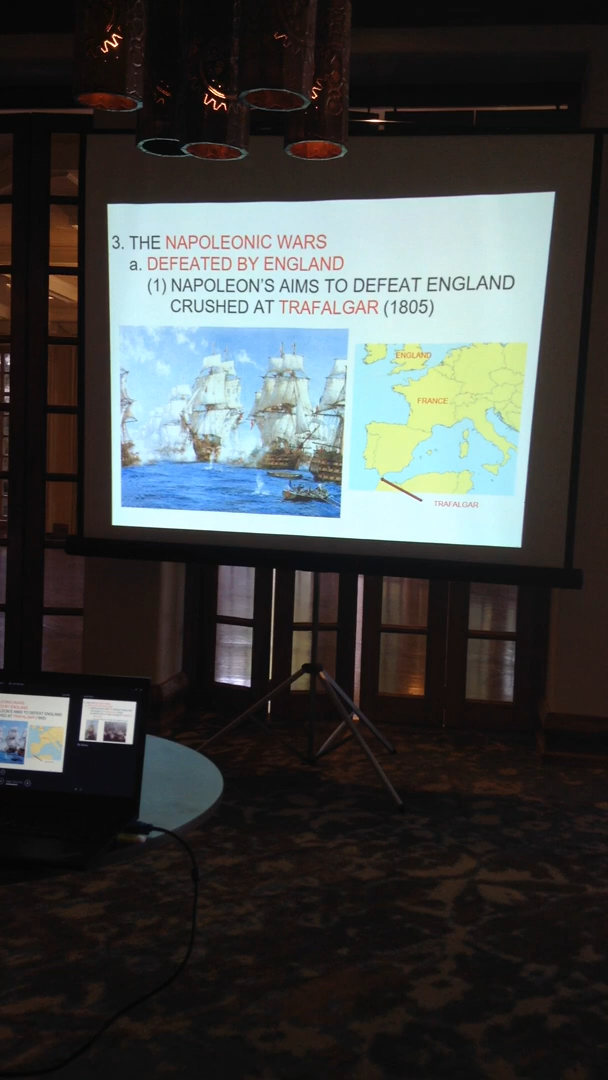 3. THE NAPOLEONIC WARS
a. DEFEATED BY ENGLAND
(1) NAPOLEON'S AIMS TO DEFEAT ENGLAND
CRUSHED AT TRAFALGAR (1805)
ENGLAND
FRANCE
TRAFALGAR